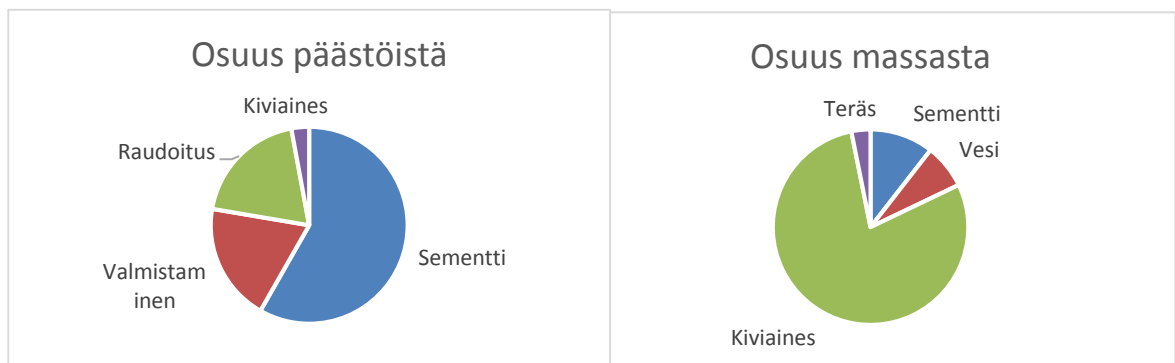 Osuus päästöistä
Kiviaines
Raudoitus
Valmistam
inen
Sementti
Osuus massasta
Teräs
Sementti
Vesi
Kiviaines